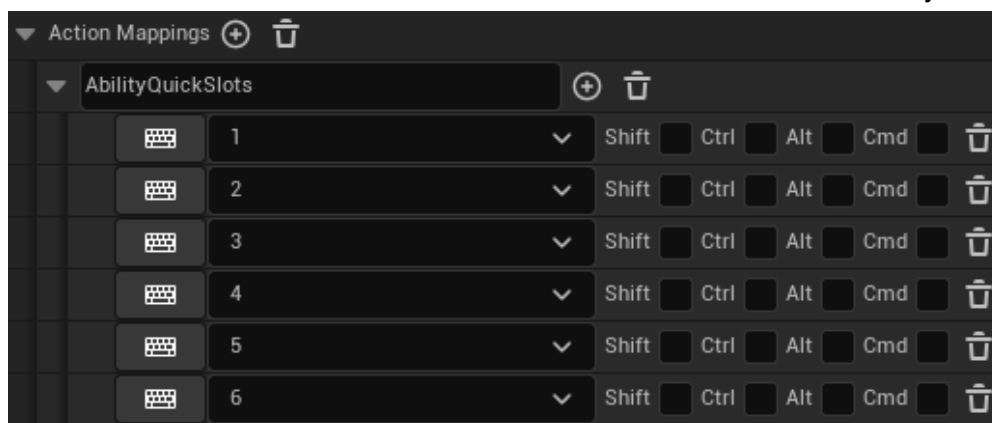 Action Mappings
AbilityQuickSlots
1 Shift Ctrl Alt Cmd
2 Shift Ctrl Alt Cmd
3 Shift Ctrl Alt Cmd
4 Shift Ctrl Alt Cmd
5 Shift Ctrl Alt Cmd
6 Shift Ctrl Alt Cmd